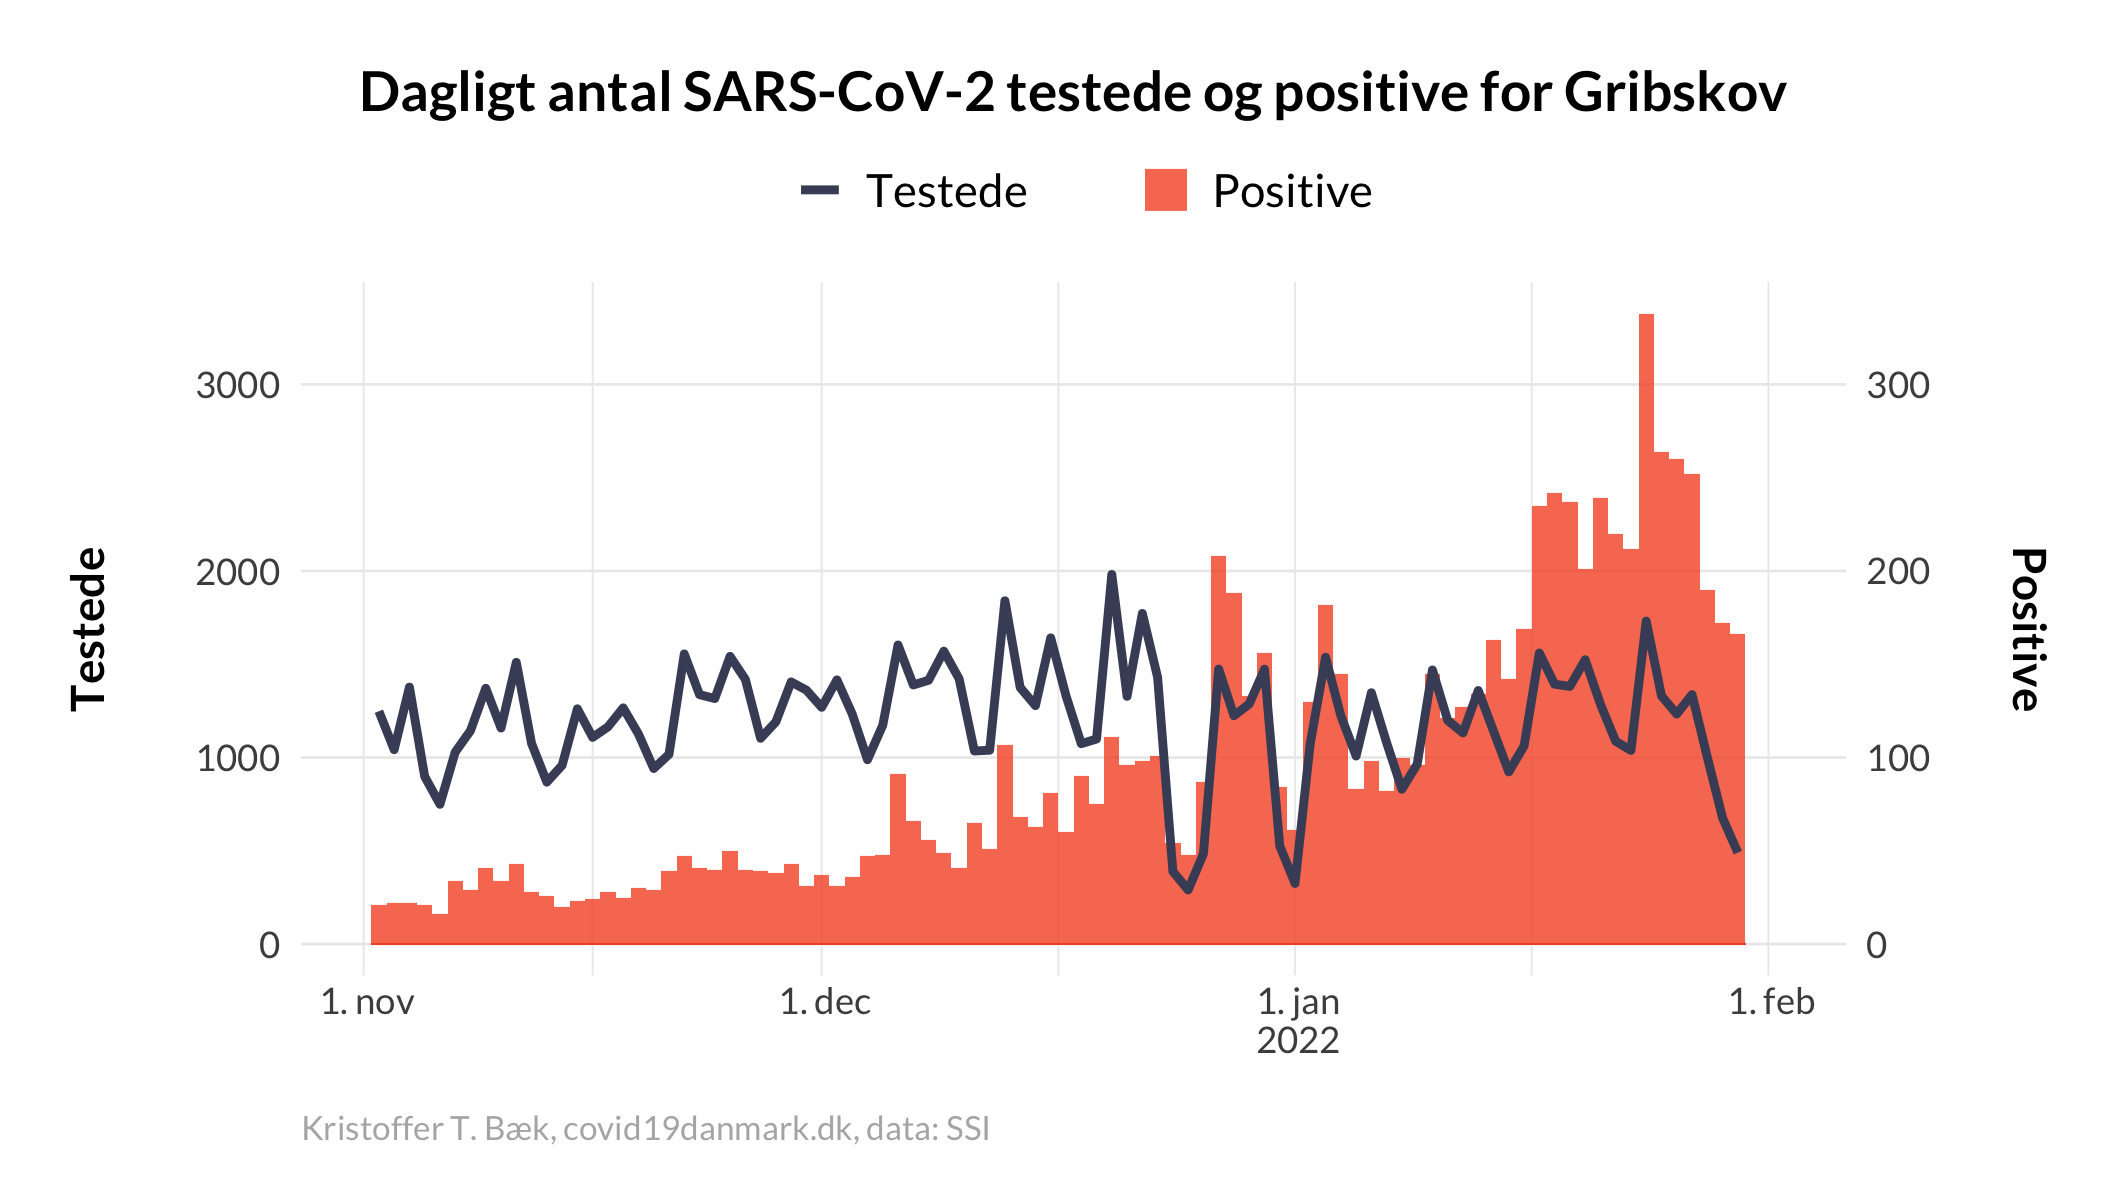 Dagligt antal SARS-CoV-2 testede og positive for Gribskov
Testede
Positive
Testede
3000
2000
1000
0
300
200
100
0
Positive
1. nov
1. dec
1. jan
2022
1. feb
Kristoffer T. Bæk, covid19danmark.dk, data: SSI